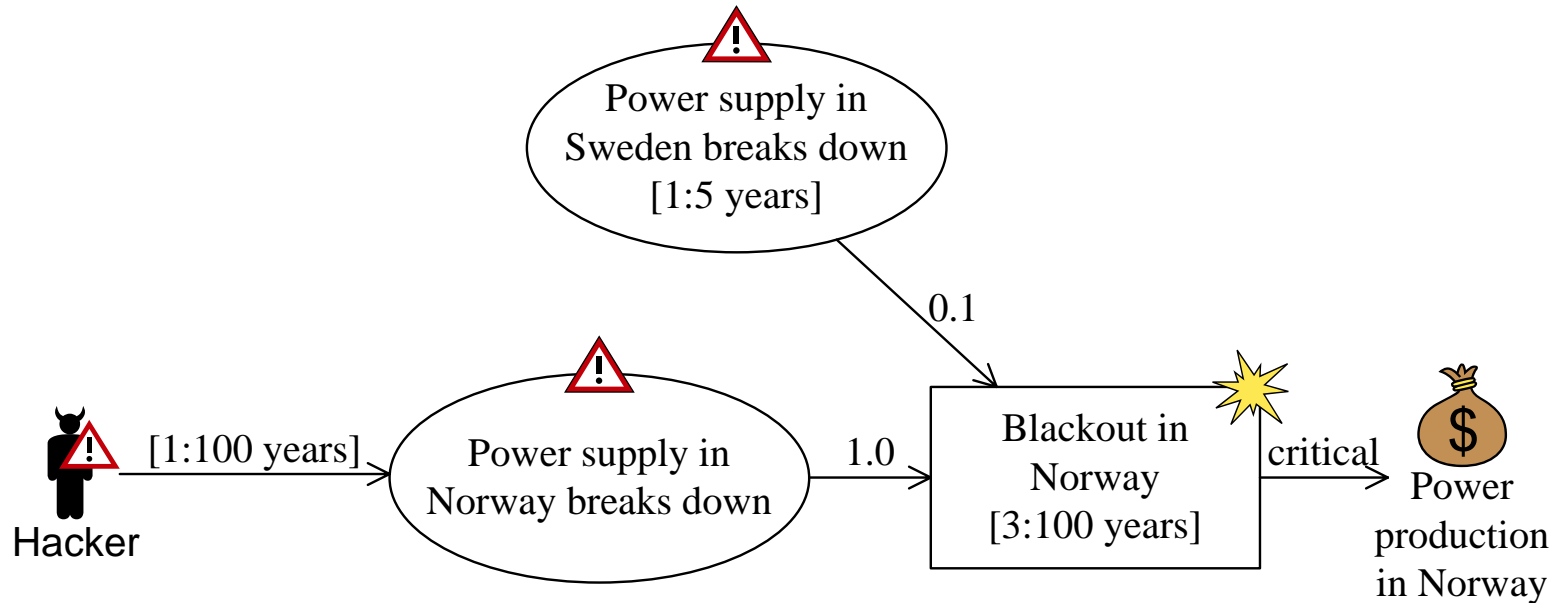 Power supply in
Sweden breaks down
[1:5 years]
0.1
Hacker
[1:100 years]
Power supply in
Norway breaks down
1.0
Blackout in
Norway
[3:100 years]
critical
$
Power
production
in Norway